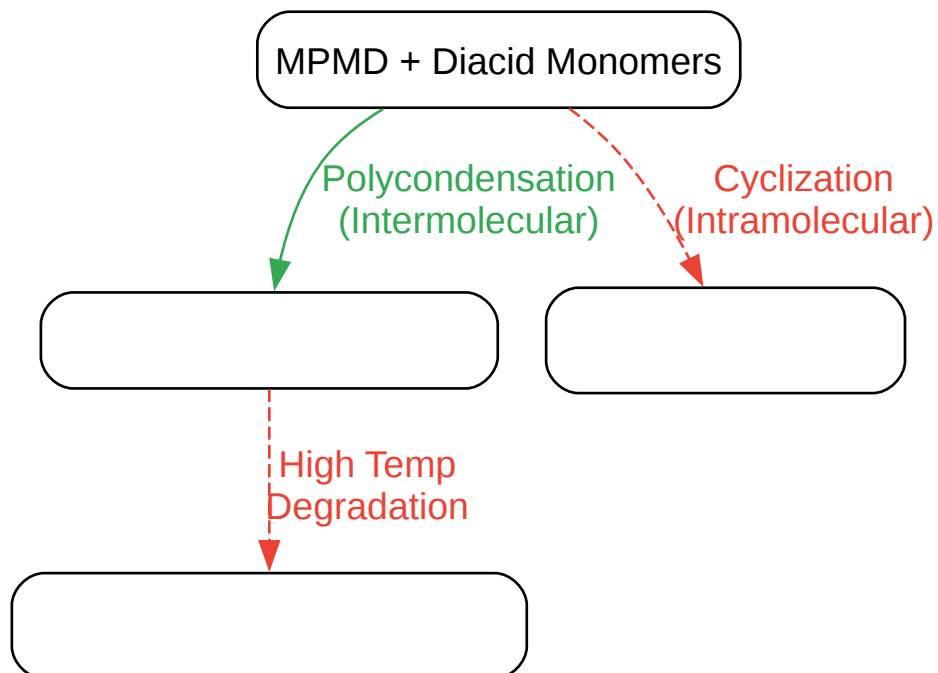 MPMD + Diacid Monomers
Polycondensation
(Intermolecular)
Cyclization
(Intramolecular)
High Temp
Degradation